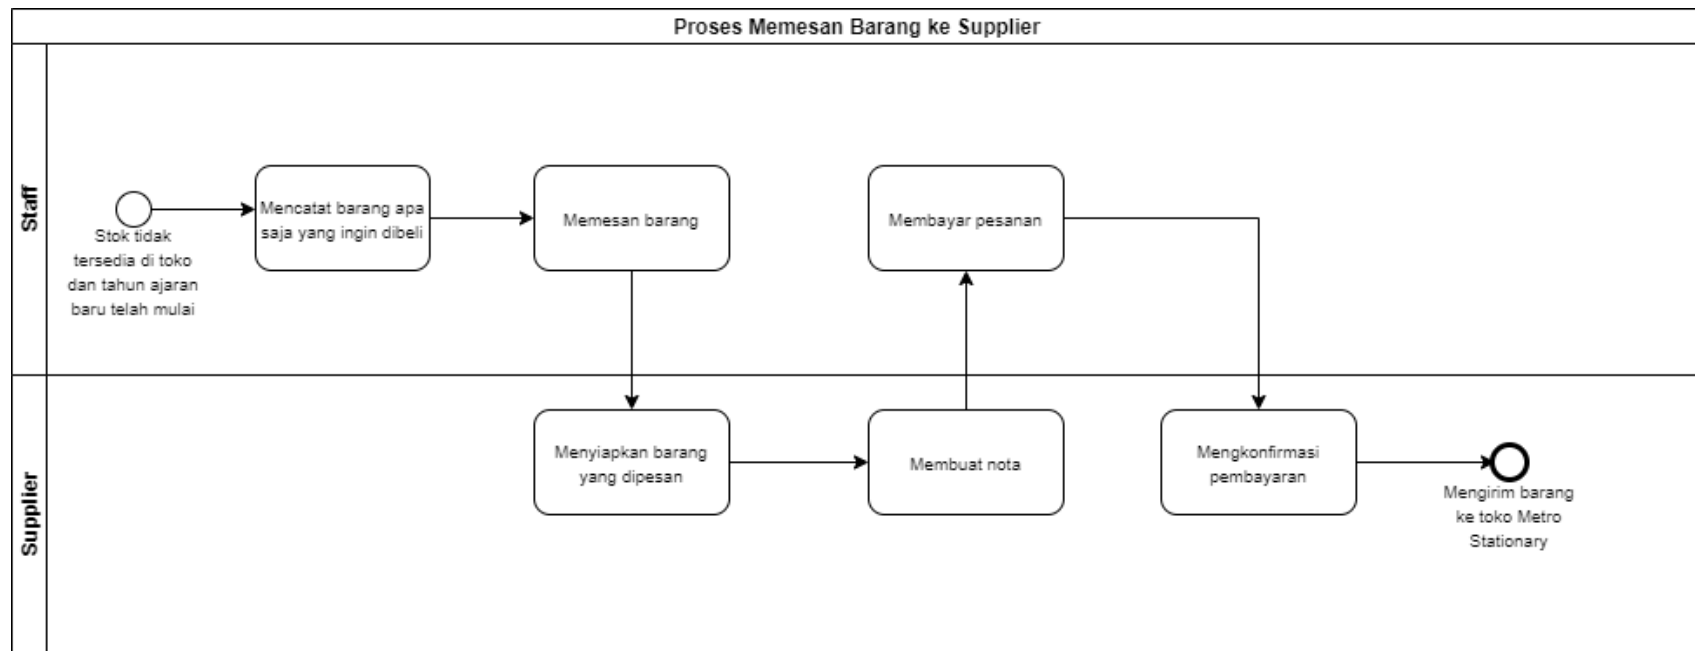 Proses Memesan Barang ke Supplier
Staff
Stok tidak
tersedia di toko
dan tahun ajaran
baru telah mulai
Mencatat barang apa
saja yang ingin dibeli
Memesan barang
Membayar pesanan
Supplier
Menyiapkan barang
yang dipesan
Membuat nota
Mengkonfirmasi
pembayaran
Mengirim barang
ke toko Metro
Stationary